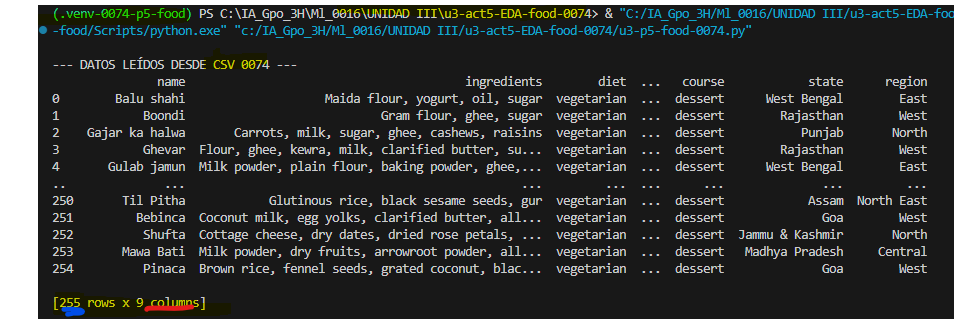 (.venv-0074-p5-food) PS C:\IA_Gpo_3H\Ml_0016\UNIDAD III\u3-act5-EDA-food-0074> & "C:/IA_Gpo_3H/Ml_0016/UNIDAD III/u3-act5-EDA-food-0074/.venv-0074-p5
-food/Scripts/python.exe" "c:/IA_Gpo_3H/Ml_0016/UNIDAD III/u3-act5-EDA-food-0074/u3-p5-food-0074.py"
--- DATOS LEÍDOS DESDE CSV 0074 ---
name ingredients diet ... course state region
0 Balu shahi Maida flour, yogurt, oil, sugar vegetarian ... dessert West Bengal East
1 Boondi Gram flour, ghee, sugar vegetarian ... dessert Rajasthan West
2 Gajar ka halwa Carrots, milk, sugar, ghee, cashews, raisins vegetarian ... dessert Punjab North
3 Ghevar Flour, ghee, kewra, milk, clarified butter, su... vegetarian ... dessert Rajasthan West
4 Gulab jamun Milk powder, plain flour, baking powder, ghee,... vegetarian ... dessert West Bengal East
.. ... ... ... ... ... ... ...
250 Til Pitha Glutinous rice, black sesame seeds, gur vegetarian ... dessert Assam North East
251 Bebinca Coconut milk, egg yolks, clarified butter, all... vegetarian ... dessert Goa West
252 Shufta Cottage cheese, dry dates, dried rose petals, ... vegetarian ... dessert Jammu & Kashmir North
253 Mawa Bati Milk powder, dry fruits, arrowroot powder, all... vegetarian ... dessert Madhya Pradesh Central
254 Pinaca Brown rice, fennel seeds, grated coconut, blac... vegetarian ... dessert Goa West
[255 rows x 9 columns]